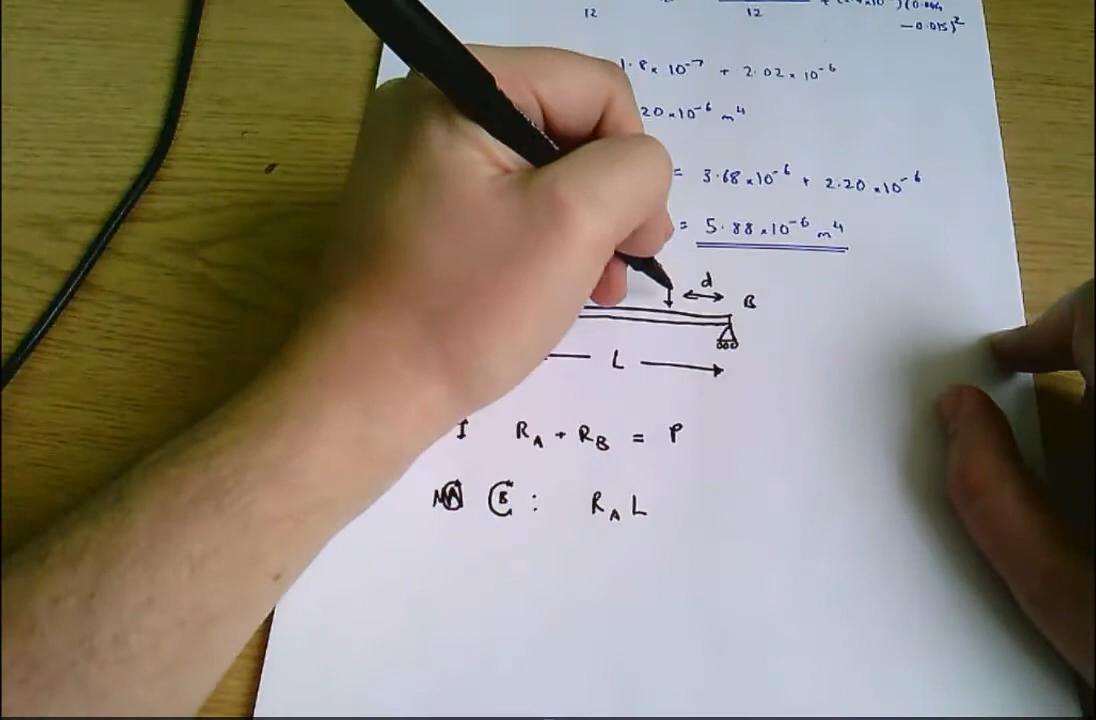 12 12
-0.015)²
1.8 x 10⁻⁷ + 2.02 x 10⁻⁶
20 x 10⁻⁶ m⁴
= 3.68 x 10⁻⁶ + 2.20 x 10⁻⁶
= 5.88 x 10⁻⁶ m⁴
d
B
L
R_A + R_B = P
B : R_A L